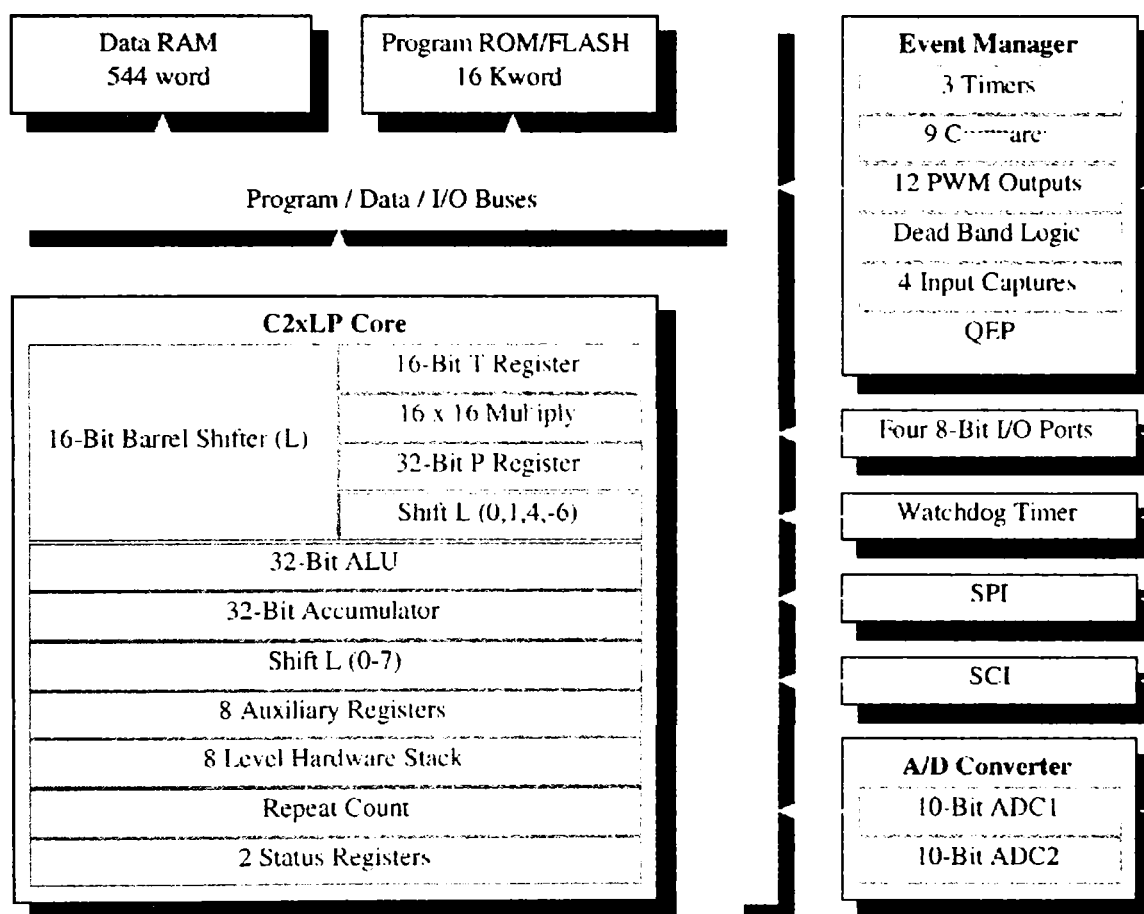 Data RAM
544 word
Program ROM/FLASH
16 Kword
Program / Data / I/O Buses
C2xLP Core
16-Bit Barrel Shifter (L)
16-Bit T Register
16 x 16 Multiply
32-Bit P Register
Shift L (0,1,4,-6)
32-Bit ALU
32-Bit Accumulator
Shift L (0-7)
8 Auxiliary Registers
8 Level Hardware Stack
Repeat Count
2 Status Registers
Event Manager
3 Timers
9
12 PWM Outputs
Dead Band Logic
4 Input Captures
QEP
Four 8-Bit I/O Ports
Watchdog Timer
SPI
SCI
A/D Converter
10-Bit ADC1
10-Bit ADC2